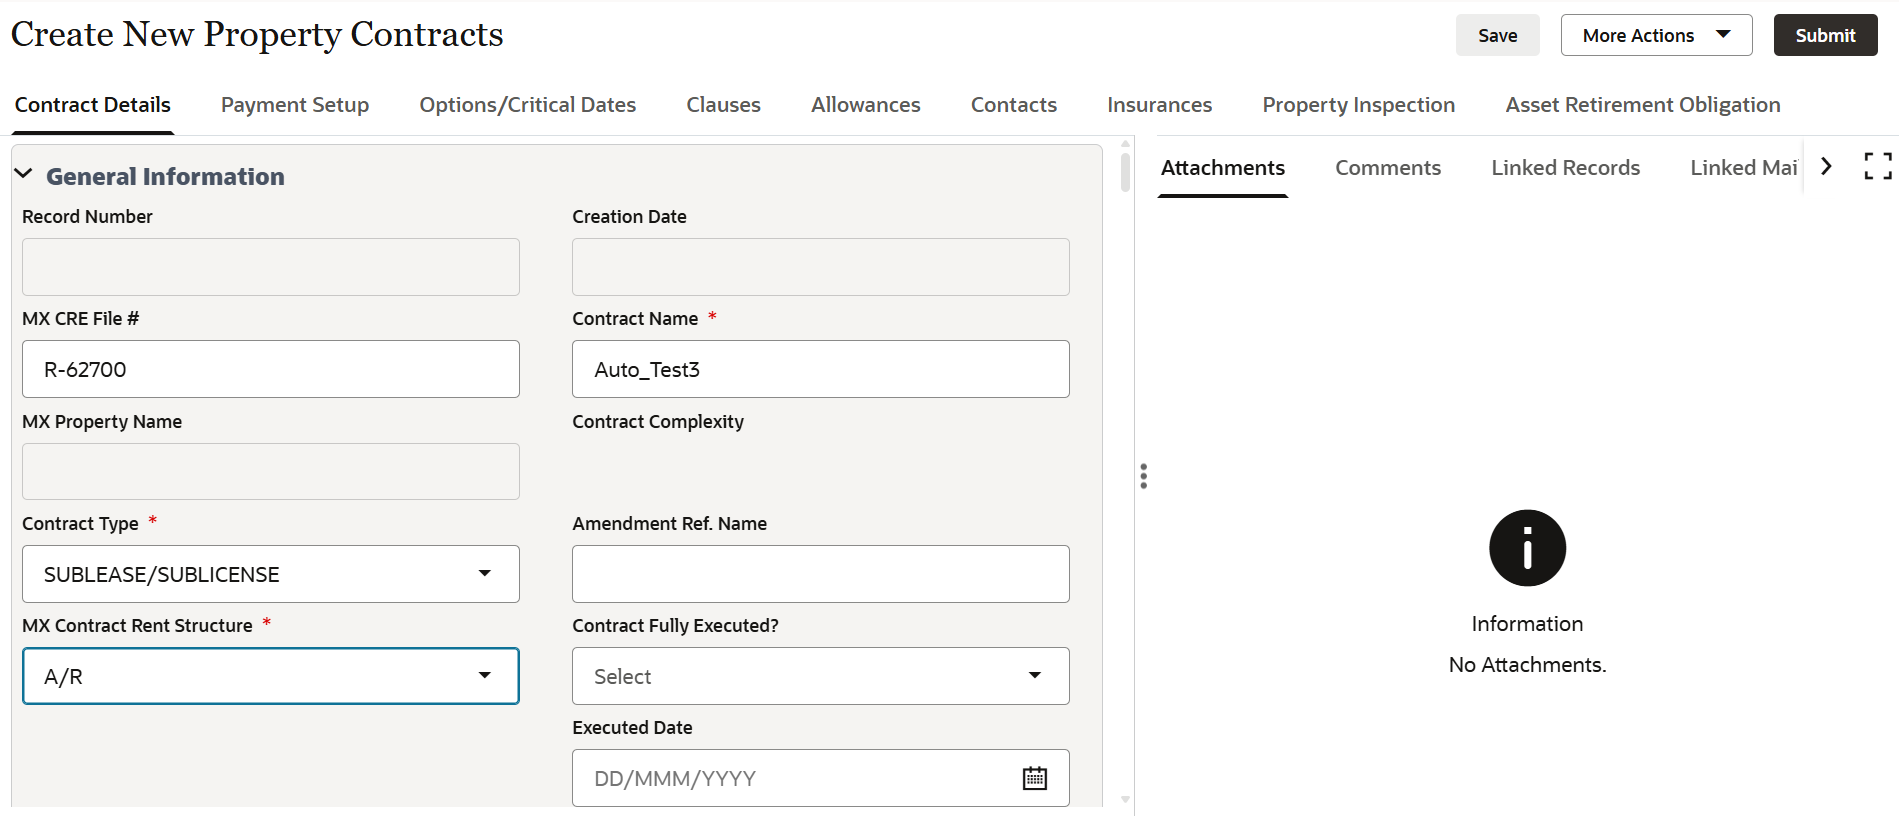 Create New Property Contracts
Save
More Actions
Submit
Contract Details
Payment Setup
Options/Critical Dates
Clauses
Allowances
Contacts
Insurances
Property Inspection
Asset Retirement Obligation
General Information
Record Number
Creation Date
MX CRE File #
Contract Name *
R-62700
Auto_Test3
MX Property Name
Contract Complexity
Contract Type *
Amendment Ref. Name
SUBLEASE/SUBLICENSE
MX Contract Rent Structure *
Contract Fully Executed?
A/R
Select
Executed Date
DD/MMM/YYYY
Attachments
Comments
Linked Records
Linked Mai
Information
No Attachments.